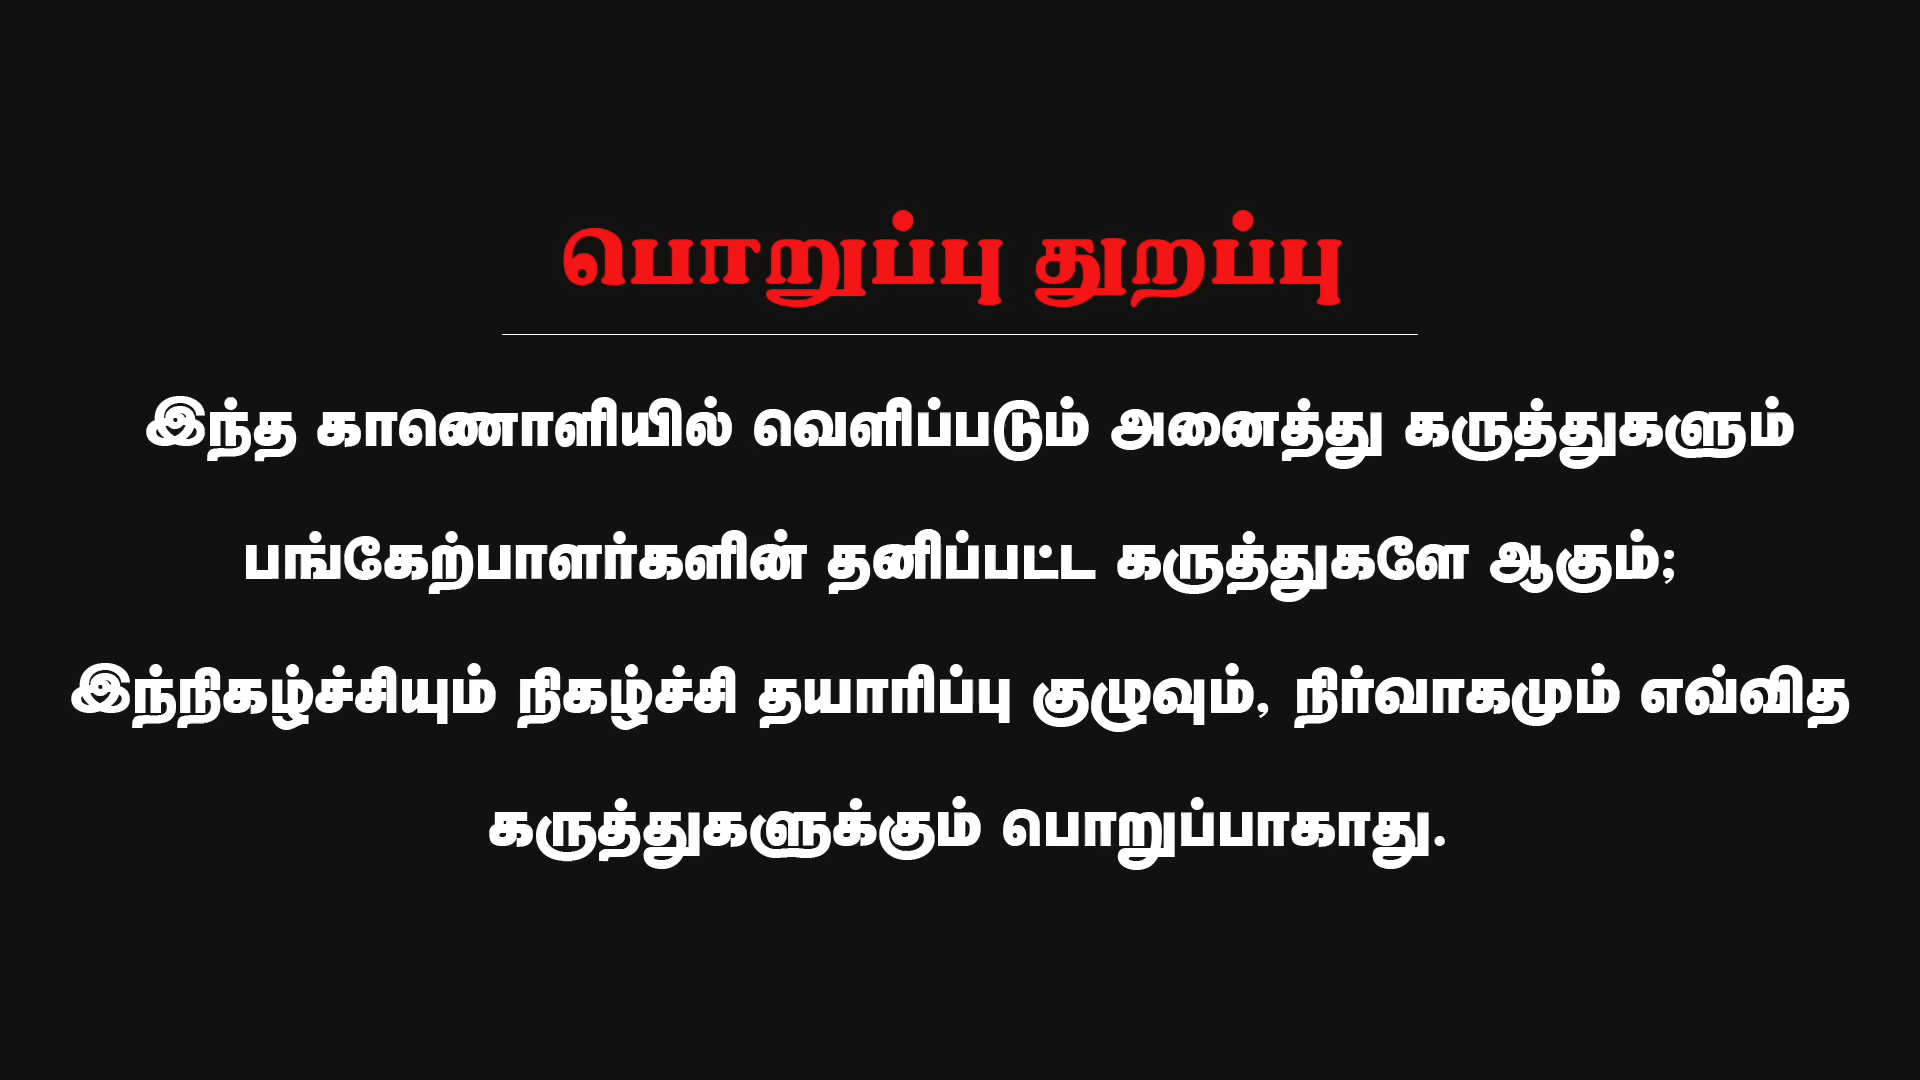 பொறுப்பு துறப்பு
இந்த காணொளியில் வெளிப்படும் அனைத்து கருத்துகளும்
பங்கேற்பாளர்களின் தனிப்பட்ட கருத்துகளே ஆகும்;
இந்நிகழ்ச்சியும் நிகழ்ச்சி தயாரிப்பு குழுவும், நிர்வாகமும் எவ்வித
கருத்துகளுக்கும் பொறுப்பாகாது.